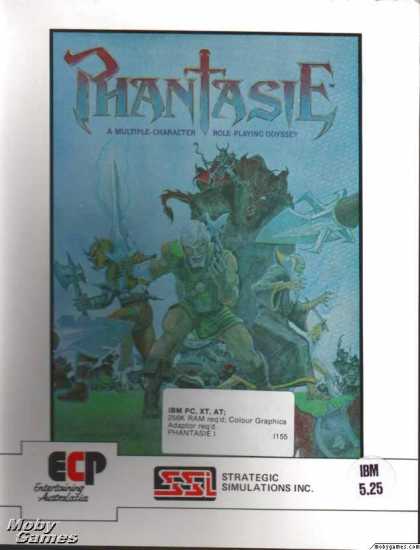 PHANTASIE
A MULTIPLE-CHARACTER ROLE-PLAYING ODYSSEY
IBM PC, XT, AT;
256K RAM req'd; Colour Graphics
Adaptor req'd
PHANTASIE I I155
ECP
Entertaining
Australasia
SSI
STRATEGIC
SIMULATIONS INC.
IBM
5.25
Moby
Games
mobygames.com